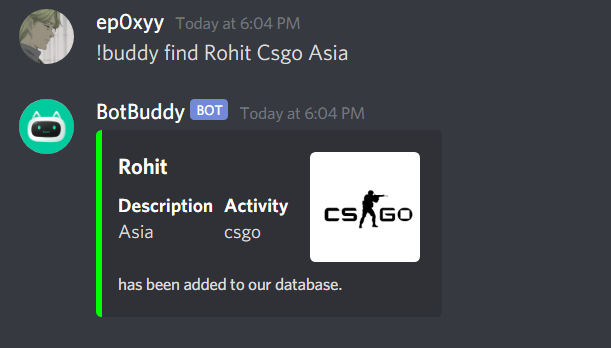 ep0xyy Today at 6:04 PM
!buddy find Rohit Csgo Asia
BotBuddy BOT Today at 6:04 PM
Rohit
Description Activity
Asia csgo
CS GO
has been added to our database.